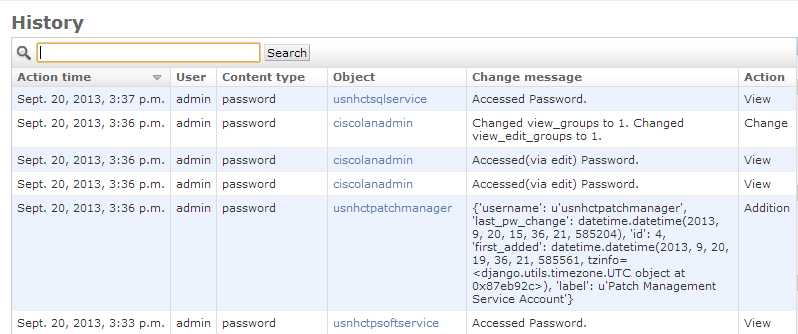 History
Search
Action time User Content type Object Change message Action
Sept. 20, 2013, 3:37 p.m. admin password usnhctsqlservice Accessed Password. View
Sept. 20, 2013, 3:36 p.m. admin password ciscolanadmin Changed view_groups to 1. Changed Change
view_edit_groups to 1.
Sept. 20, 2013, 3:36 p.m. admin password ciscolanadmin Accessed(via edit) Password. View
Sept. 20, 2013, 3:36 p.m. admin password ciscolanadmin Accessed(via edit) Password. View
Sept. 20, 2013, 3:36 p.m. admin password usnhctpatchmanager {'username': u'usnhctpatchmanager', Addition
'last_pw_change': datetime.datetime(2013,
9, 20, 15, 36, 21, 585204), 'id': 4,
'first_added': datetime.datetime(2013, 9, 20,
19, 36, 21, 585561, tzinfo=
<django.utils.timezone.UTC object at
0x87eb92c>), 'label': u'Patch Management
Service Account'}
Sept. 20, 2013, 3:33 p.m. admin password usnhctpsoftservice Accessed Password. View